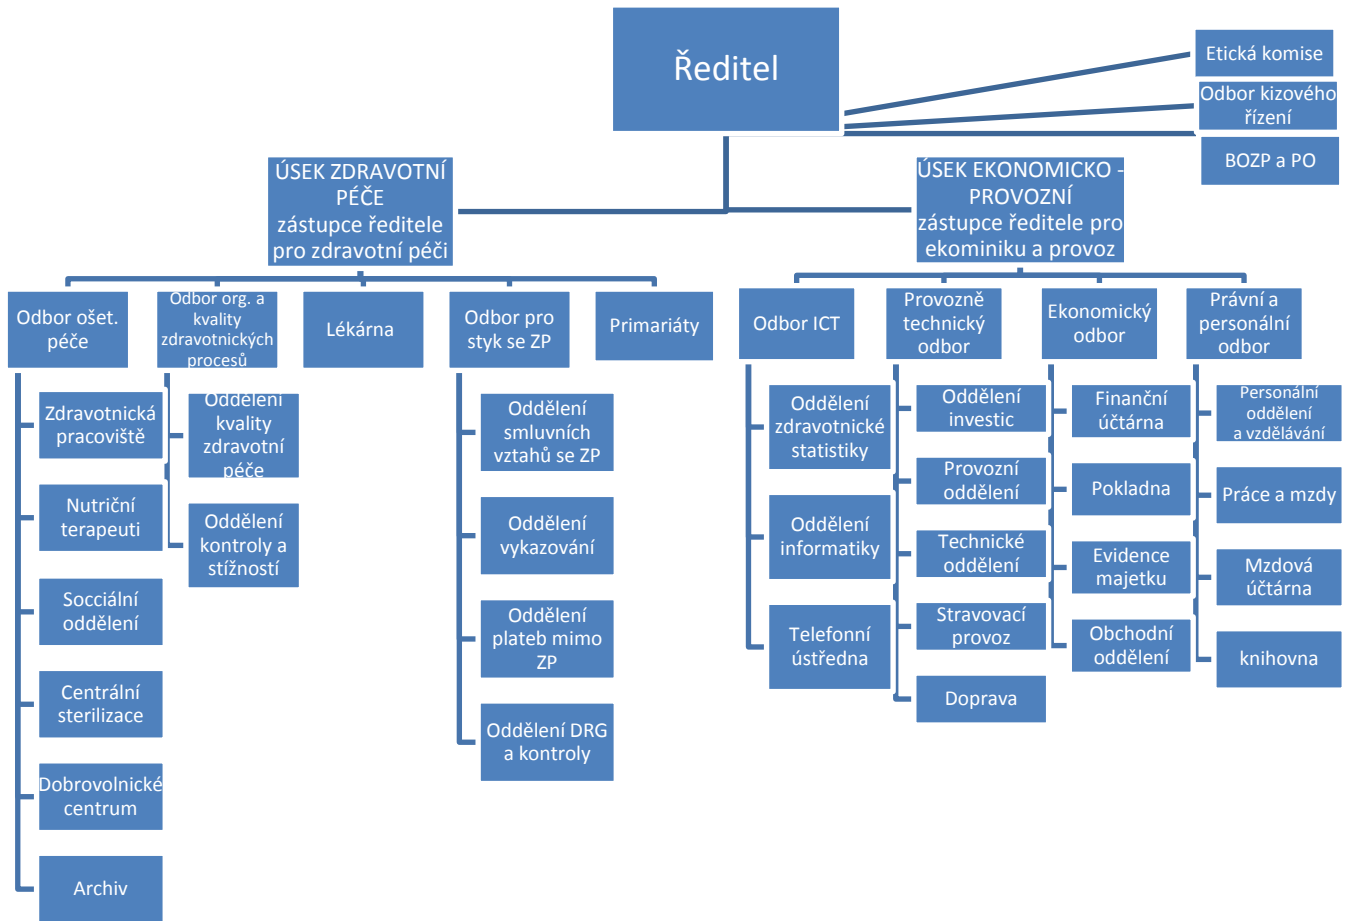 Ředitel
Etická komise
Odbor kizového
řízení
BOZP a PO
ÚSEK ZDRAVOTNÍ
PÉČE
zástupce ředitele
pro zdravotní péči
ÚSEK EKONOMICKO -
PROVOZNÍ
zástupce ředitele pro
ekominiku a provoz
Odbor ošet.
péče
Odbor org. a
kvality
zdravotnických
procesů
Lékárna
Odbor pro
styk se ZP
Primariáty
Odbor ICT
Provozně
technický
odbor
Ekonomický
odbor
Právní a
personální
odbor
Zdravotnická
pracoviště
Nutriční
terapeuti
Socciální
oddělení
Centrální
sterilizace
Dobrovolnické
centrum
Archiv
Oddělení
kvality
zdravotní
péče
Oddělení
kontroly a
stížností
Oddělení
smluvních
vztahů se ZP
Oddělení
vykazování
Oddělení
plateb mimo
ZP
Oddělení DRG
a kontroly
Oddělení
zdravotnické
statistiky
Oddělení
informatiky
Telefonní
ústředna
Oddělení
investic
Provozní
oddělení
Technické
oddělení
Stravovací
provoz
Doprava
Finanční
účtárna
Pokladna
Evidence
majetku
Obchodní
oddělení
Personální
oddělení
a vzdělávání
Práce a mzdy
Mzdová
účtárna
knihovna